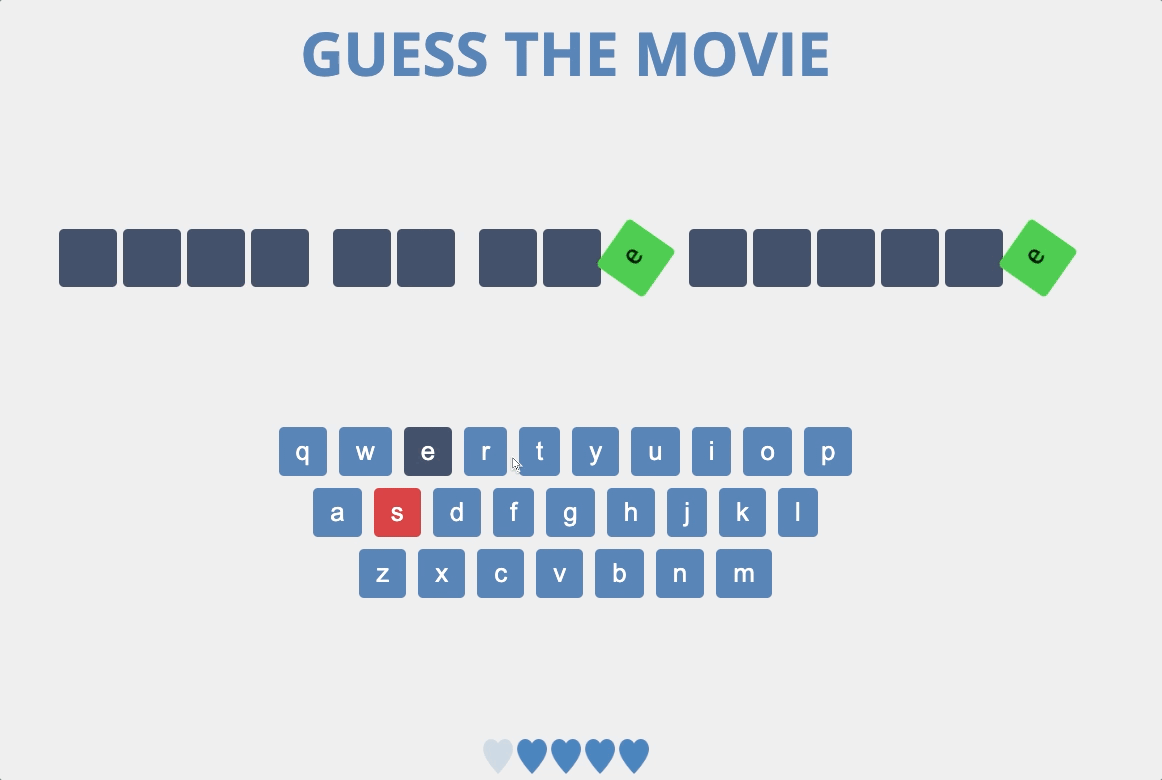 GUESS THE MOVIE
e e
q w e r t y u i o p
a s d f g h j k l
z x c v b n m